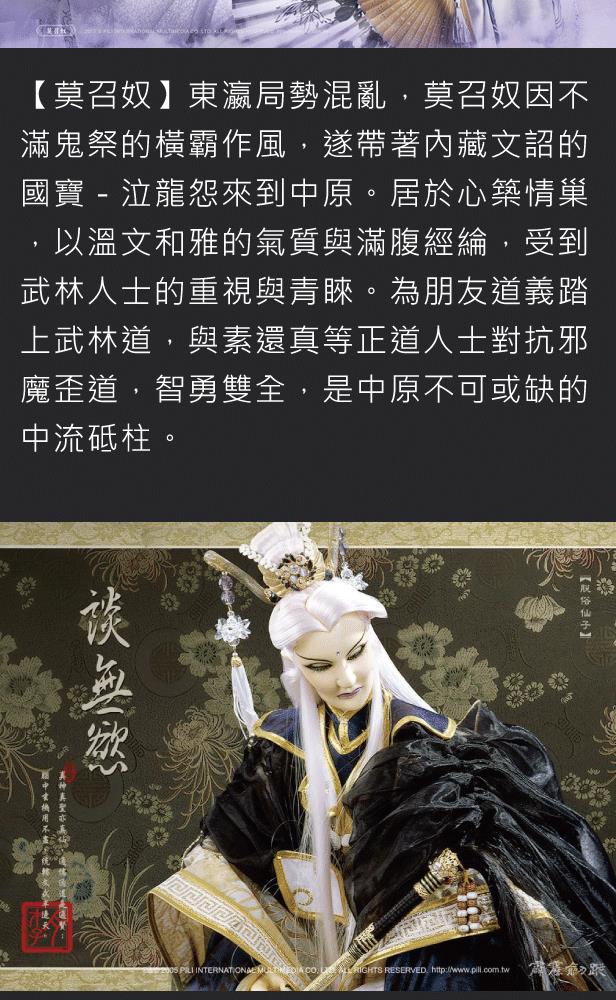 莫召奴
【莫召奴】東瀛局勢混亂，莫召奴因不
滿鬼祭的橫霸作風，遂帶著內藏文詔的
國寶－泣龍怨來到中原。居於心築情巢
，以溫文和雅的氣質與滿腹經綸，受到
武林人士的重視與青睞。為朋友道義踏
上武林道，與素還真等正道人士對抗邪
魔歪道，智勇雙全，是中原不可或缺的
中流砥柱。
【脫俗仙子】
談無慾
2005 PILI INTERNATIONAL MULTIMEDIA CO, LTD. ALL RIGHTS RESERVED. http://www.pili.com.tw